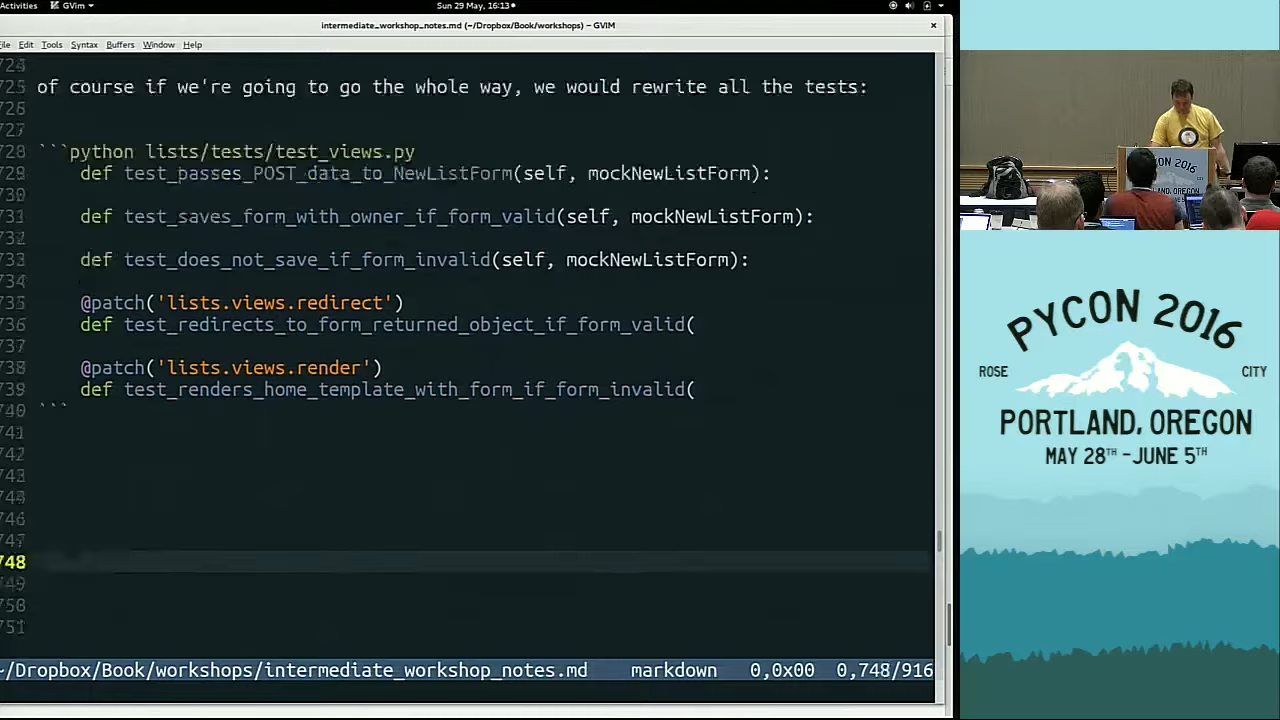 Activities GVim Sun 29 May, 16:13
intermediate_workshop_notes.md (~/Dropbox/Book/workshops) – GVIM
File Edit Tools Syntax Buffers Window Help
724
725 of course if we're going to go the whole way, we would rewrite all the tests:
726
727
728 ```python lists/tests/test_views.py
729 def test_passes_POST_data_to_NewListForm(self, mockNewListForm):
730
731 def test_saves_form_with_owner_if_form_valid(self, mockNewListForm):
732
733 def test_does_not_save_if_form_invalid(self, mockNewListForm):
734
735 @patch('lists.views.redirect')
736 def test_redirects_to_form_returned_object_if_form_valid(
737
738 @patch('lists.views.render')
739 def test_renders_home_template_with_form_if_form_invalid(
740 ```
741
742
743
744
746
747
748
749
750
751
~/Dropbox/Book/workshops/intermediate_workshop_notes.md markdown 0,0x00 0,748/916
PYCON 2016
PORTLAND, OREGON
PYCON 2016
ROSE CITY
PORTLAND, OREGON
MAY 28TH - JUNE 5TH